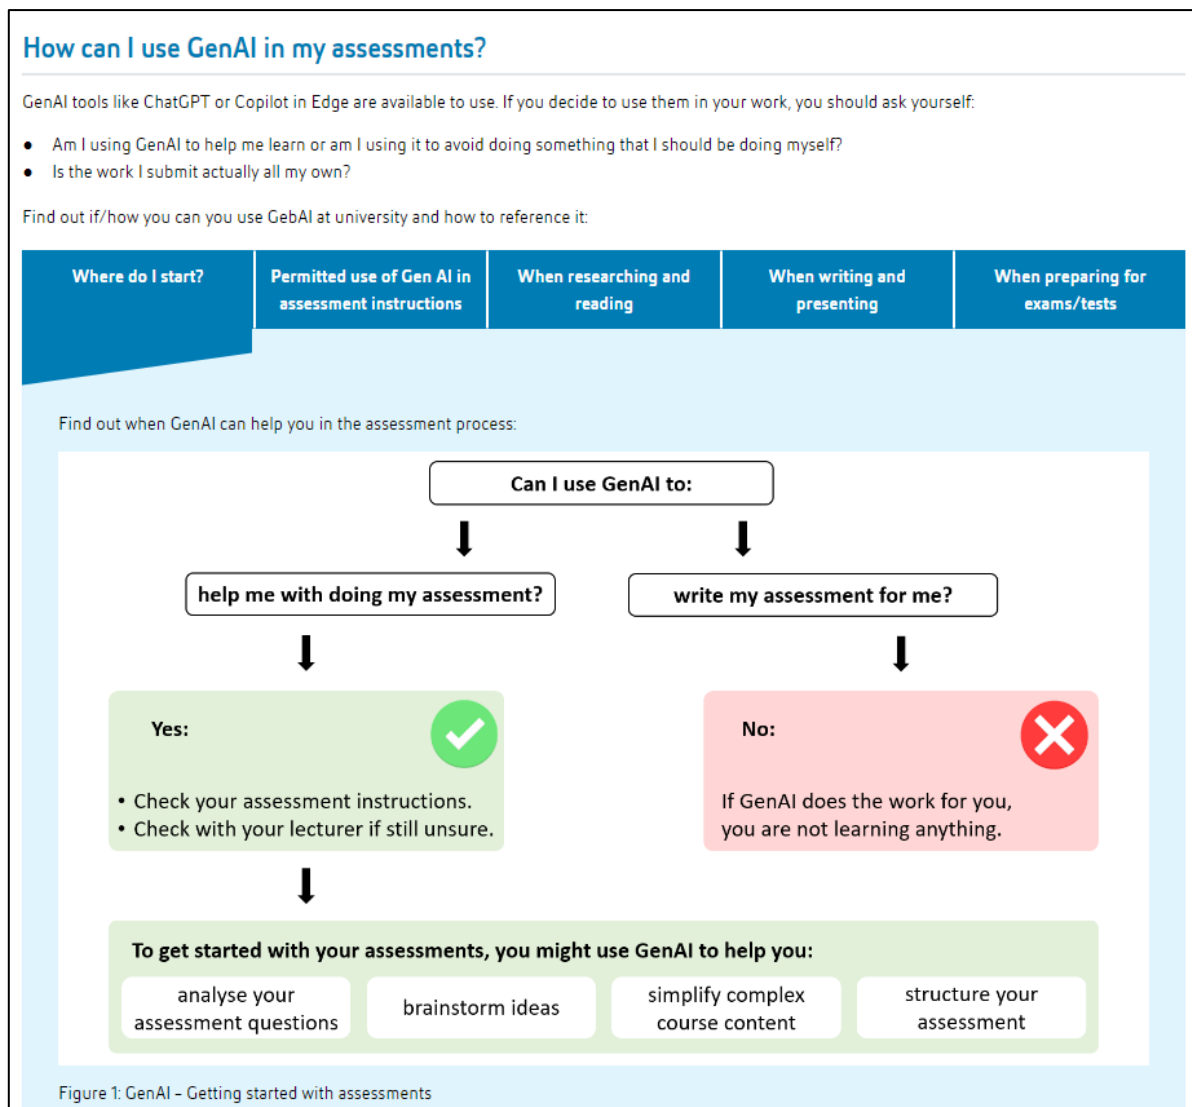 How can I use GenAI in my assessments?
GenAI tools like ChatGPT or Copilot in Edge are available to use. If you decide to use them in your work, you should ask yourself:
● Am I using GenAI to help me learn or am I using it to avoid doing something that I should be doing myself?
● Is the work I submit actually all my own?
Find out if/how you can you use GebAI at university and how to reference it:
Where do I start?
Permitted use of Gen AI in
assessment instructions
When researching and
reading
When writing and
presenting
When preparing for
exams/tests
Find out when GenAI can help you in the assessment process:
Can I use GenAI to:
help me with doing my assessment?
write my assessment for me?
Yes:
• Check your assessment instructions.
• Check with your lecturer if still unsure.
No:
If GenAI does the work for you,
you are not learning anything.
To get started with your assessments, you might use GenAI to help you:
analyse your
assessment questions
brainstorm ideas
simplify complex
course content
structure your
assessment
Figure 1: GenAI – Getting started with assessments